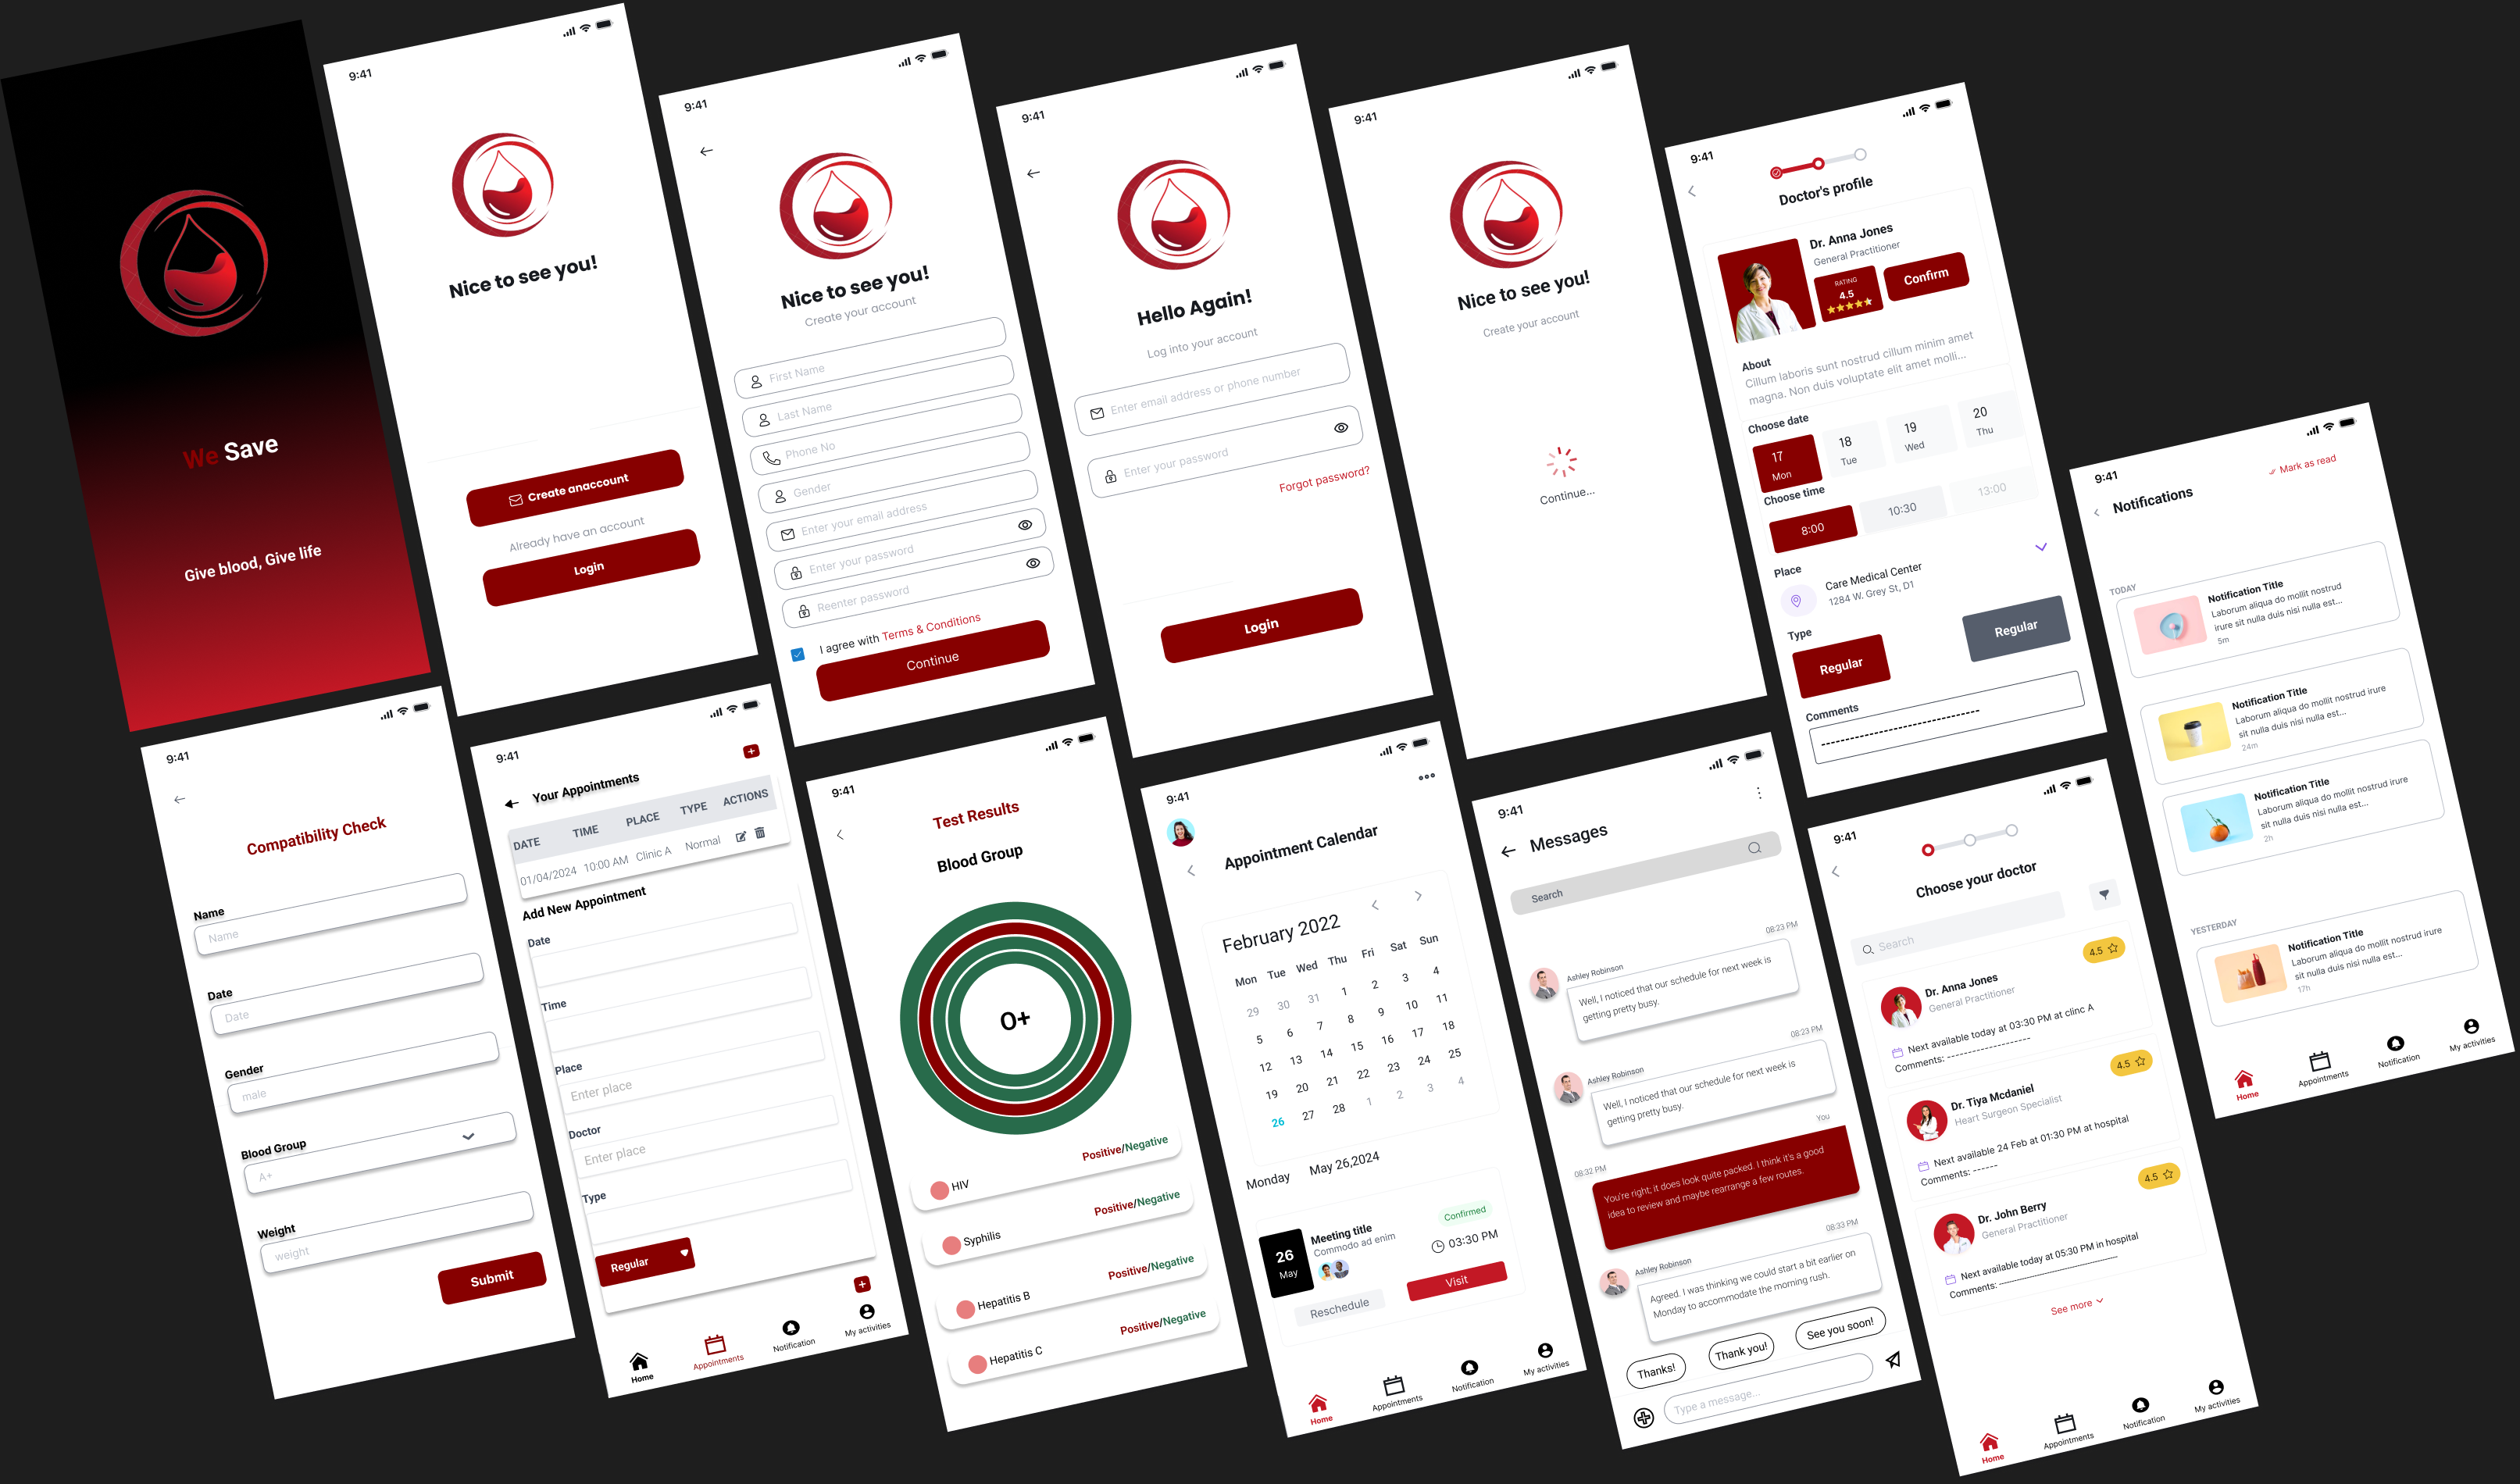 We Save
Give blood, Give life
9:41
Nice to see you!
Create anaccount
Already have an account
Login
9:41
Nice to see you!
Create your account
First Name
Last Name
Phone No
Gender
Enter your email address
Enter your password
Reenter password
I agree with Terms & Conditions
Continue
9:41
Hello Again!
Log into your account
Enter email address or phone number
Enter your password
Forgot password?
Login
9:41
Nice to see you!
Create your account
Continue...
9:41
Doctor's profile
Dr. Anna Jones
General Practitioner
RATING
4.5
Confirm
About
Cillum laboris sunt nostrud cillum minim amet
magna. Non duis voluptate elit amet molli...
Choose date
17 18 19 20
Mon Tue Wed Thu
Choose time
8:00 10:30 13:00
Place
Care Medical Center
1284 W. Grey St, D1
Type
Regular Regular
Comments
------------------------------
9:41
Mark as read
Notifications
TODAY
Notification Title
Laborum aliqua do mollit nostrud
irure sit nulla duis nisi nulla est...
5m
Notification Title
Laborum aliqua do mollit nostrud irure
sit nulla duis nisi nulla est...
24m
Notification Title
Laborum aliqua do mollit nostrud irure
sit nulla duis nisi nulla est...
2h
YESTERDAY
Notification Title
Laborum aliqua do mollit nostrud irure
sit nulla duis nisi nulla est...
17h
Home Appointments Notification My activities
9:41
Compatibility Check
Name
Name
Date
Date
Gender
male
Blood Group
A+
Weight
weight
Submit
9:41
Your Appointments
DATE TIME PLACE TYPE ACTIONS
01/04/2024 10:00 AM Clinic A Normal
Add New Appointment
Date
Time
Place
Enter place
Doctor
Enter place
Type
Regular
Home Appointments Notification My activities
9:41
Test Results
Blood Group
O+
Positive/Negative
HIV
Positive/Negative
Syphilis
Positive/Negative
Hepatitis B
Positive/Negative
Hepatitis C
9:41
Appointment Calendar
February 2022
Mon Tue Wed Thu Fri Sat Sun
29 30 31 1 2 3 4
5 6 7 8 9 10 11
12 13 14 15 16 17 18
19 20 21 22 23 24 25
26 27 28 1 2 3 4
Monday May 26,2024
26
May
Meeting title
Commodo ad enim
Confirmed
03:30 PM
Reschedule
Visit
Home Appointments Notification My activities
9:41
Messages
Search
08:23 PM
Ashley Robinson
Well, I noticed that our schedule for next week is
getting pretty busy.
08:23 PM
Ashley Robinson
Well, I noticed that our schedule for next week is
getting pretty busy.
You
08:32 PM
You're right; it does look quite packed. I think it's a good
idea to review and maybe rearrange a few routes.
08:33 PM
Ashley Robinson
Agreed. I was thinking we could start a bit earlier on
Monday to accommodate the morning rush.
Thanks! Thank you! See you soon!
Type a message...
9:41
Choose your doctor
Search
4.5
Dr. Anna Jones
General Practitioner
Next available today at 03:30 PM at clinc A
Comments: --------------------
4.5
Dr. Tiya Mcdaniel
Heart Surgeon Specialist
Next available 24 Feb at 01:30 PM at hospital
Comments: ------
4.5
Dr. John Berry
General Practitioner
Next available today at 05:30 PM in hospital
Comments: -----------------------------
See more
Home Appointments Notification My activities